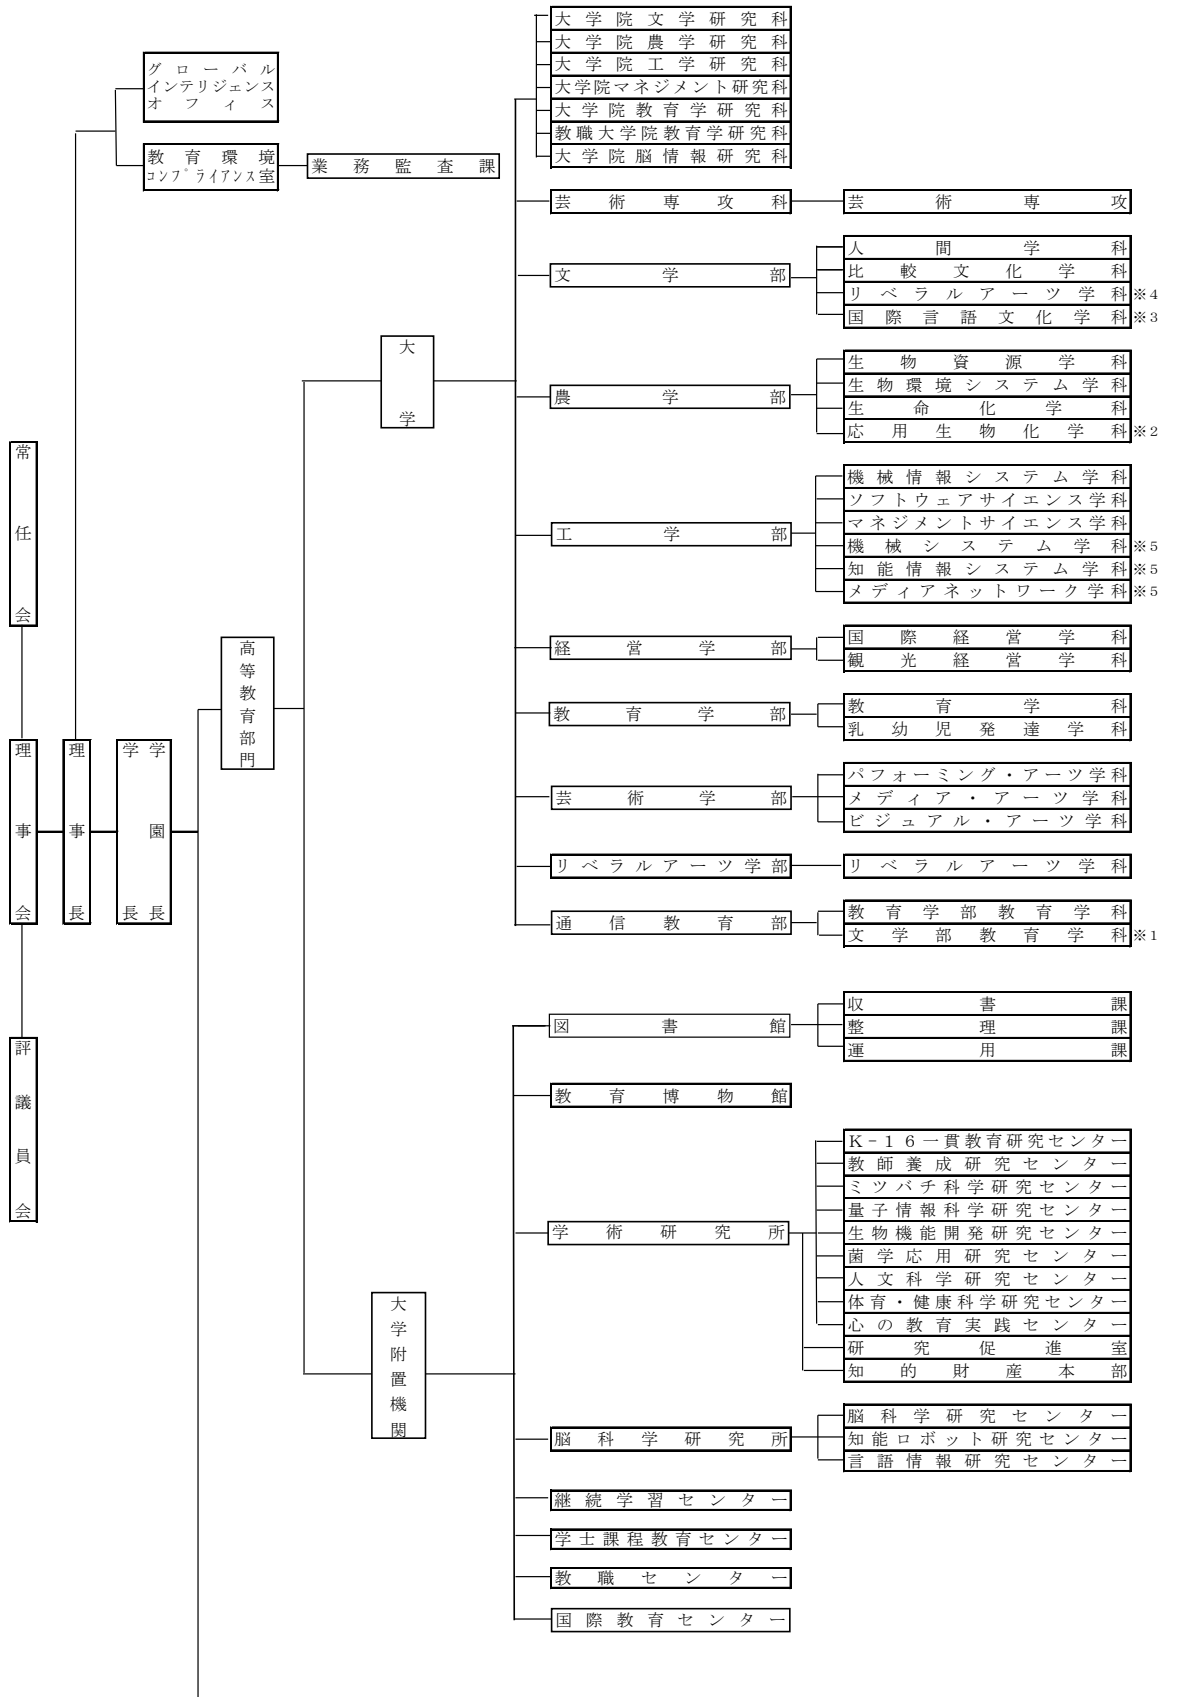 大学院文学研究科
大学院農学研究科
大学院工学研究科
大学院マネジメント研究科
大学院教育学研究科
教職大学院教育学研究科
大学院脳情報研究科
グローバル
インテリジェンス
オフィス
教育環境
コンプライアンス室
業務監査課
芸術専攻科
芸術専攻
文学部
人間学科
比較文化学科
リベラルアーツ学科※4
国際言語文化学科※3
大学
農学部
生物資源学科
生物環境システム学科
生命化学科
応用生物化学科※2
工学部
機械情報システム学科
ソフトウェアサイエンス学科
マネジメントサイエンス学科
機械システム学科※5
知能情報システム学科※5
メディアネットワーク学科※5
常任会
高等教育部門
経営学部
国際経営学科
観光経営学科
教育学部
教育学科
乳幼児発達学科
理事会
理事長
学園長
学長
芸術学部
パフォーミング・アーツ学科
メディア・アーツ学科
ビジュアル・アーツ学科
リベラルアーツ学部
リベラルアーツ学科
通信教育部
教育学部教育学科
文学部教育学科※1
評議員会
図書館
収書課
整理課
運用課
教育博物館
学術研究所
K-16一貫教育研究センター
教師養成研究センター
ミツバチ科学研究センター
量子情報科学研究センター
生物機能開発研究センター
菌学応用研究センター
人文科学研究センター
体育・健康科学研究センター
心の教育実践センター
研究促進室
知的財産本部
大学附置機関
脳科学研究所
脳科学研究センター
知能ロボット研究センター
言語情報研究センター
継続学習センター
学士課程教育センター
教職センター
国際教育センター